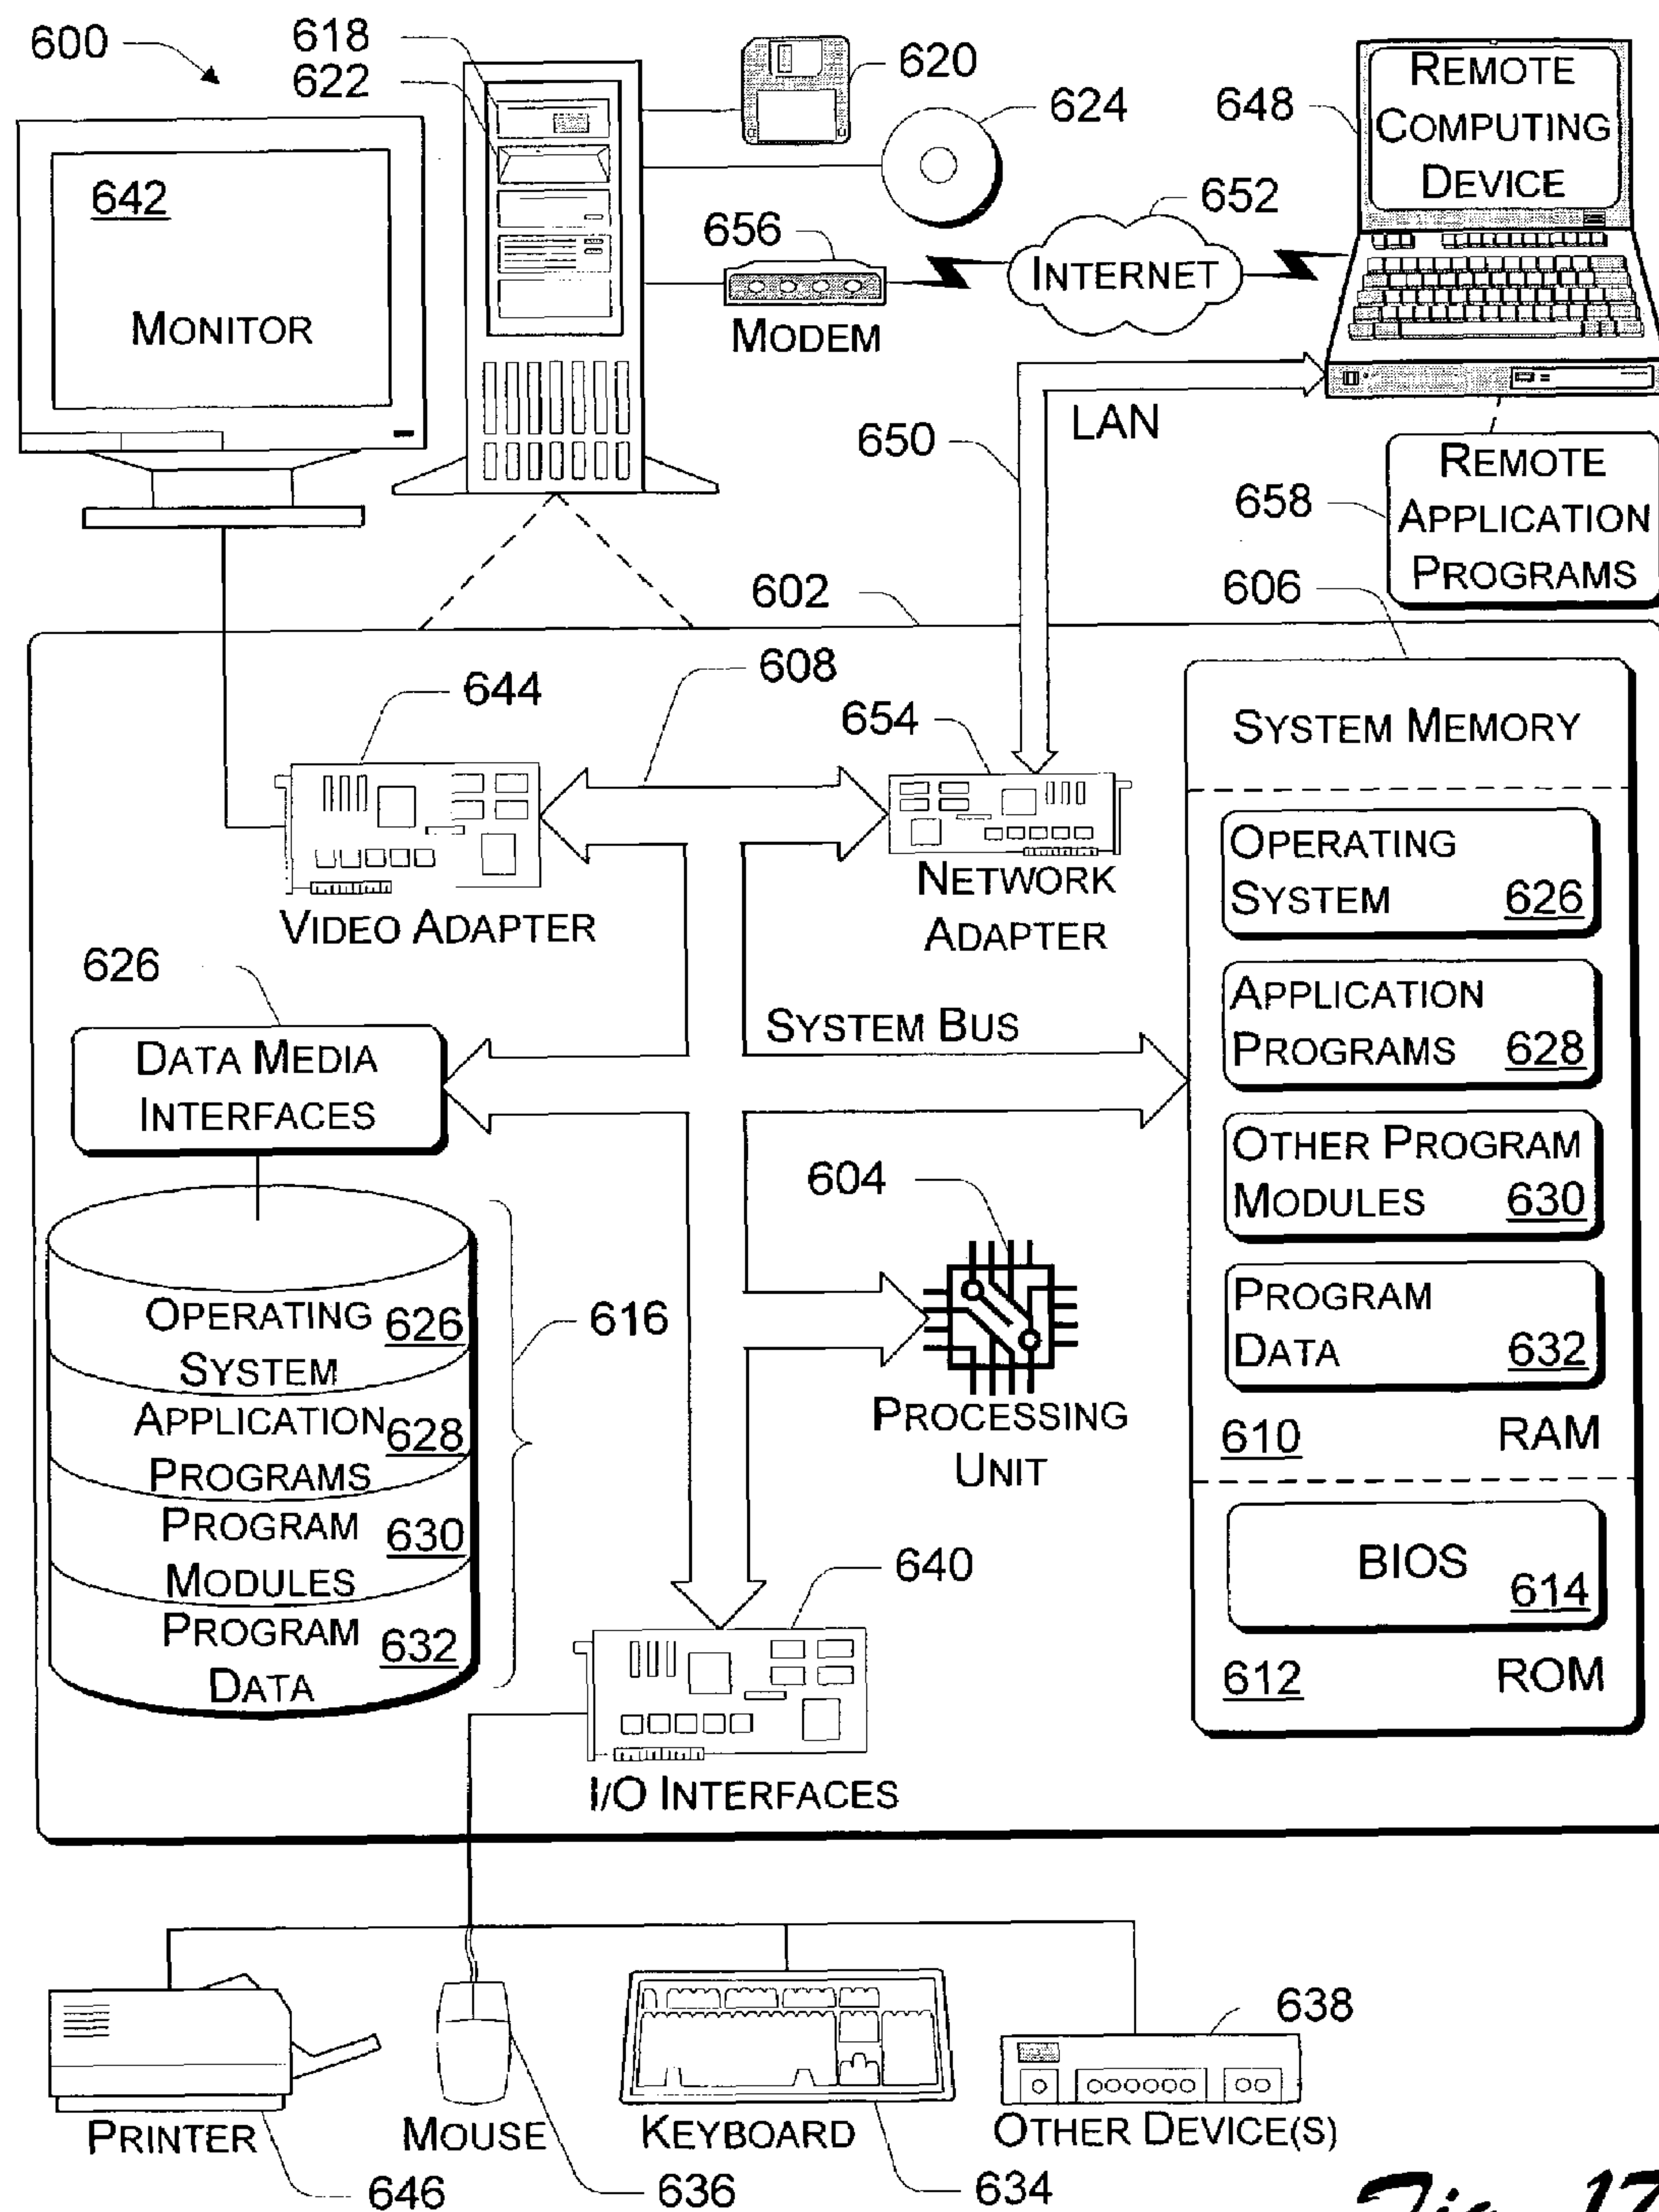 600
618
622
620
624
648
REMOTE
COMPUTING
DEVICE
642
MONITOR
656
MODEM
652
INTERNET
650
LAN
658
REMOTE
APPLICATION
PROGRAMS
602
606
644
608
654
VIDEO ADAPTER
NETWORK
ADAPTER
SYSTEM MEMORY
OPERATING
SYSTEM 626
APPLICATION
PROGRAMS 628
OTHER PROGRAM
MODULES 630
PROGRAM
DATA 632
610 RAM
BIOS
614
612 ROM
626
DATA MEDIA
INTERFACES
SYSTEM BUS
604
PROCESSING
UNIT
OPERATING 626
SYSTEM
APPLICATION 628
PROGRAMS
PROGRAM 630
MODULES
PROGRAM 632
DATA
616
640
I/O INTERFACES
PRINTER
646
MOUSE
636
KEYBOARD
634
638
OTHER DEVICE(S)
Fig. 17